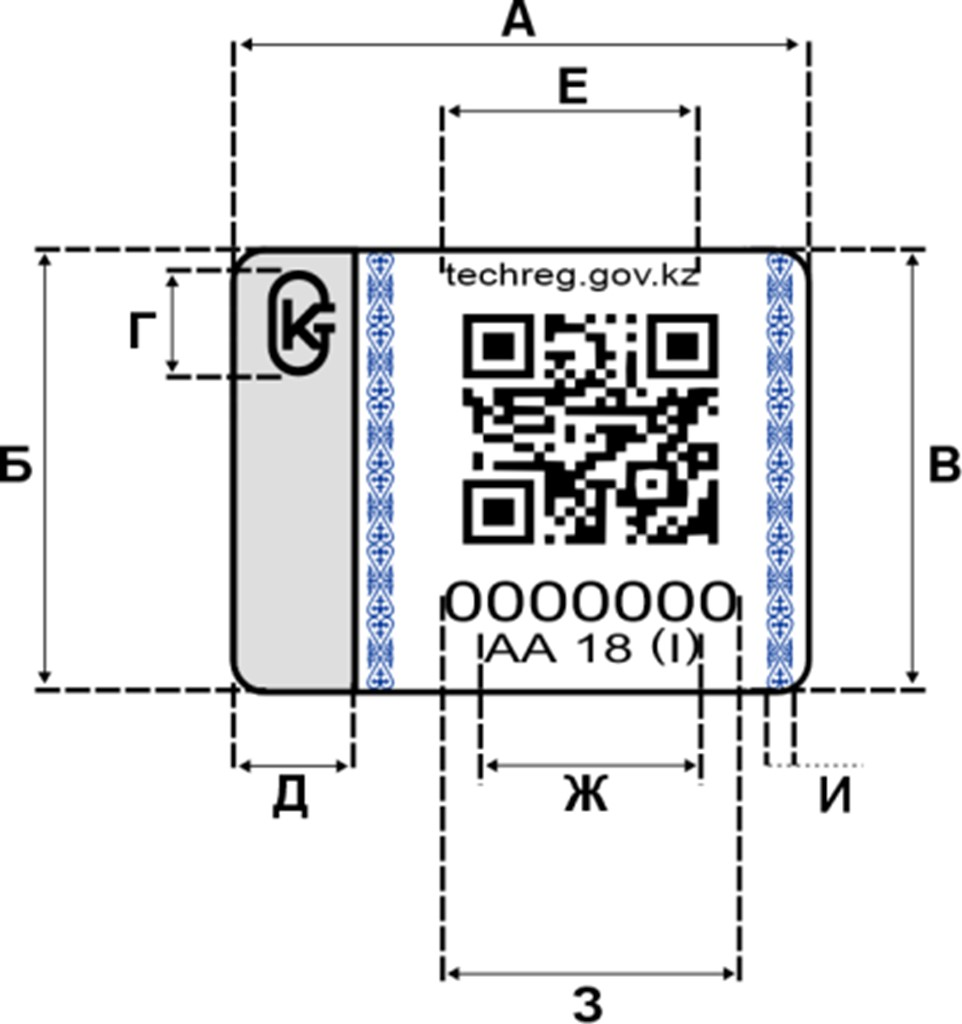 А
Е
techreg.gov.kz
Г
Б
В
0000000
АА 18 (I)
Д
Ж
И
З